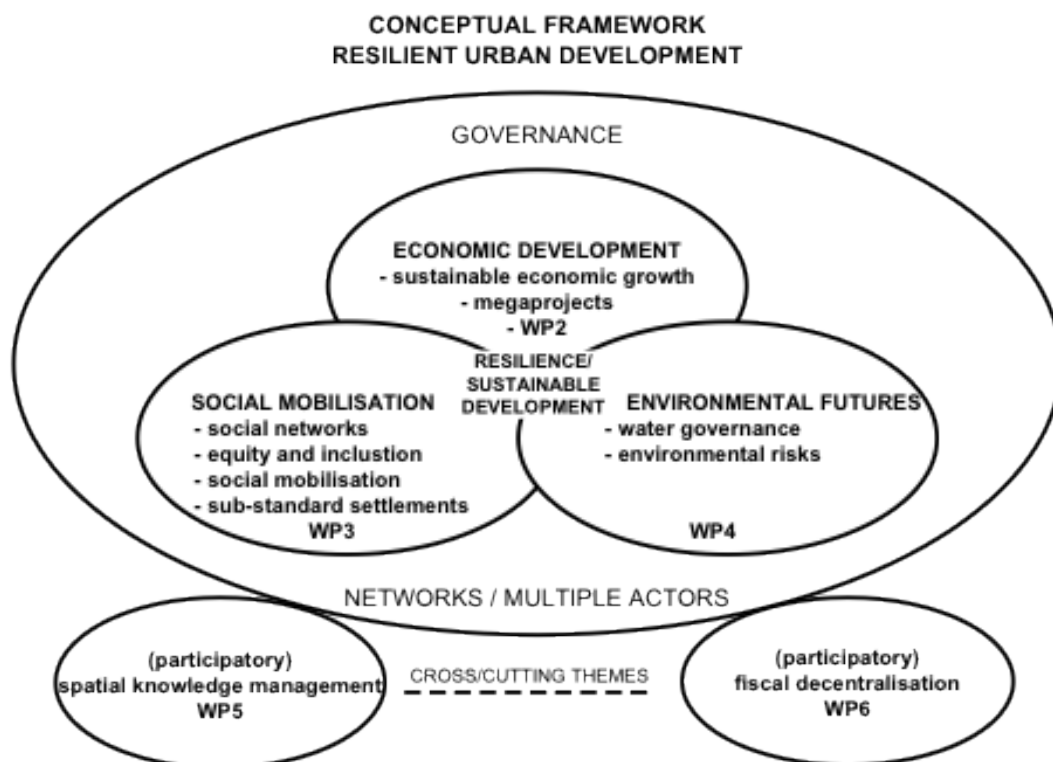 CONCEPTUAL FRAMEWORK
RESILIENT URBAN DEVELOPMENT
GOVERNANCE
ECONOMIC DEVELOPMENT
- sustainable economic growth
- megaprojects
- WP2
RESILIENCE/
SUSTAINABLE
DEVELOPMENT
SOCIAL MOBILISATION
- social networks
- equity and inclustion
- social mobilisation
- sub-standard settlements
WP3
ENVIRONMENTAL FUTURES
- water governance
- environmental risks
WP4
NETWORKS / MULTIPLE ACTORS
(participatory)
spatial knowledge management
WP5
CROSS/CUTTING THEMES
(participatory)
fiscal decentralisation
WP6